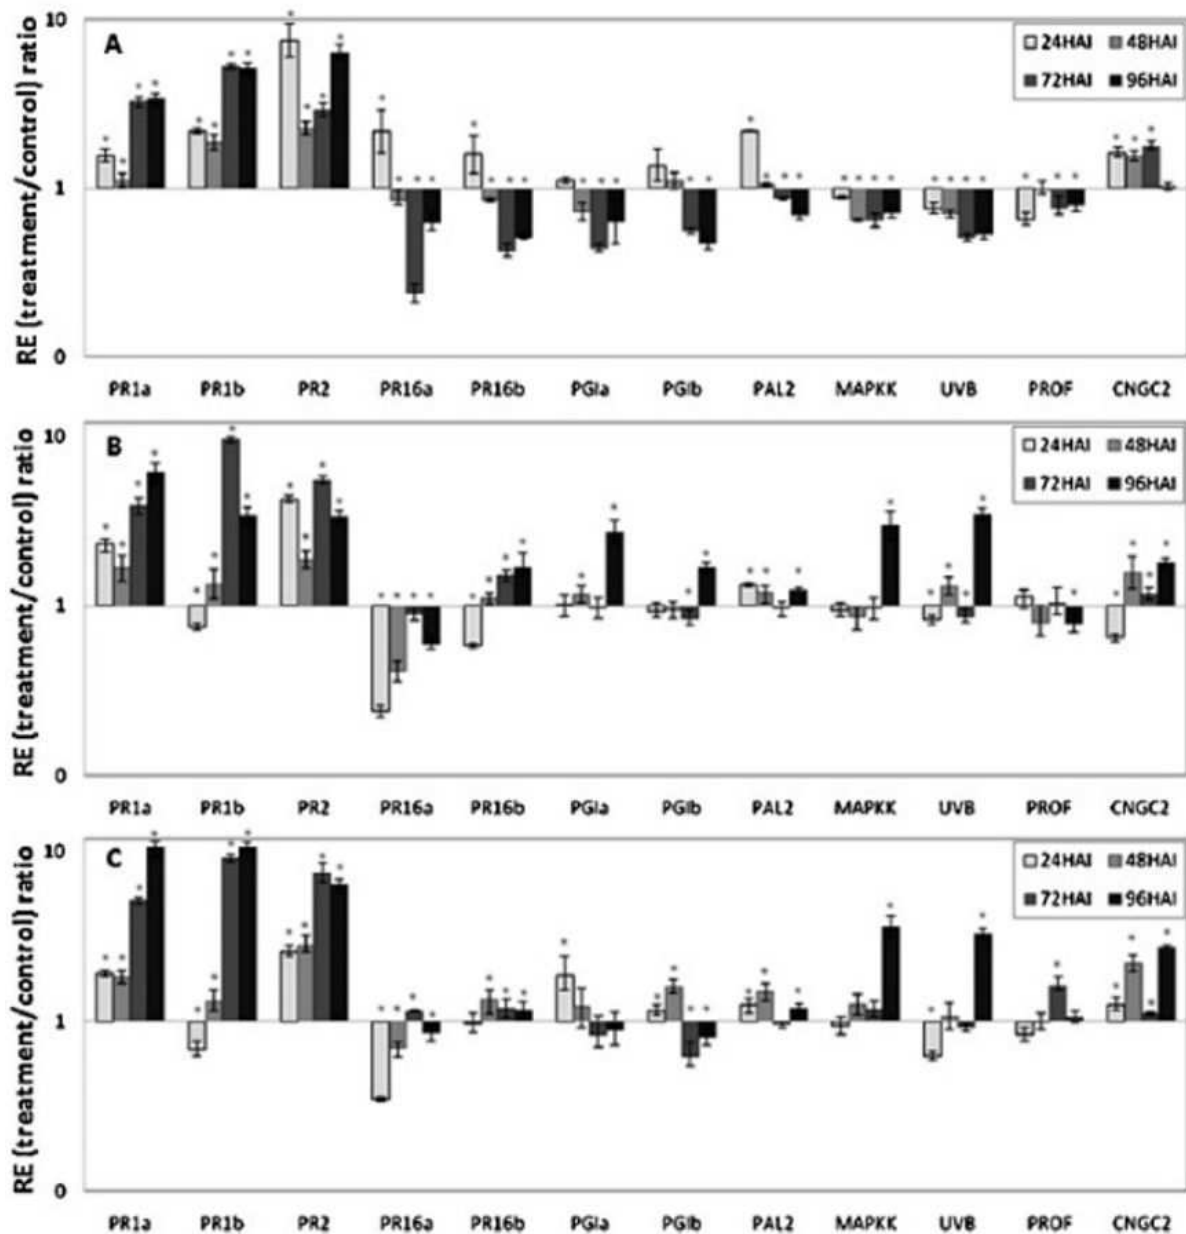 10
A
24HAI 48HAI
72HAI 96HAI
1
0
RE (treatment/control) ratio
PR1a PR1b PR2 PR16a PR16b PGIa PGIb PAL2 MAPKK UVB PROF CNGC2
10
B
24HAI 48HAI
72HAI 96HAI
1
0
RE (treatment/control) ratio
PR1a PR1b PR2 PR16a PR16b PGIa PGIb PAL2 MAPKK UVB PROF CNGC2
10
C
24HAI 48HAI
72HAI 96HAI
1
0
RE (treatment/control) ratio
PR1a PR1b PR2 PR16a PR16b PGIa PGIb PAL2 MAPKK UVB PROF CNGC2